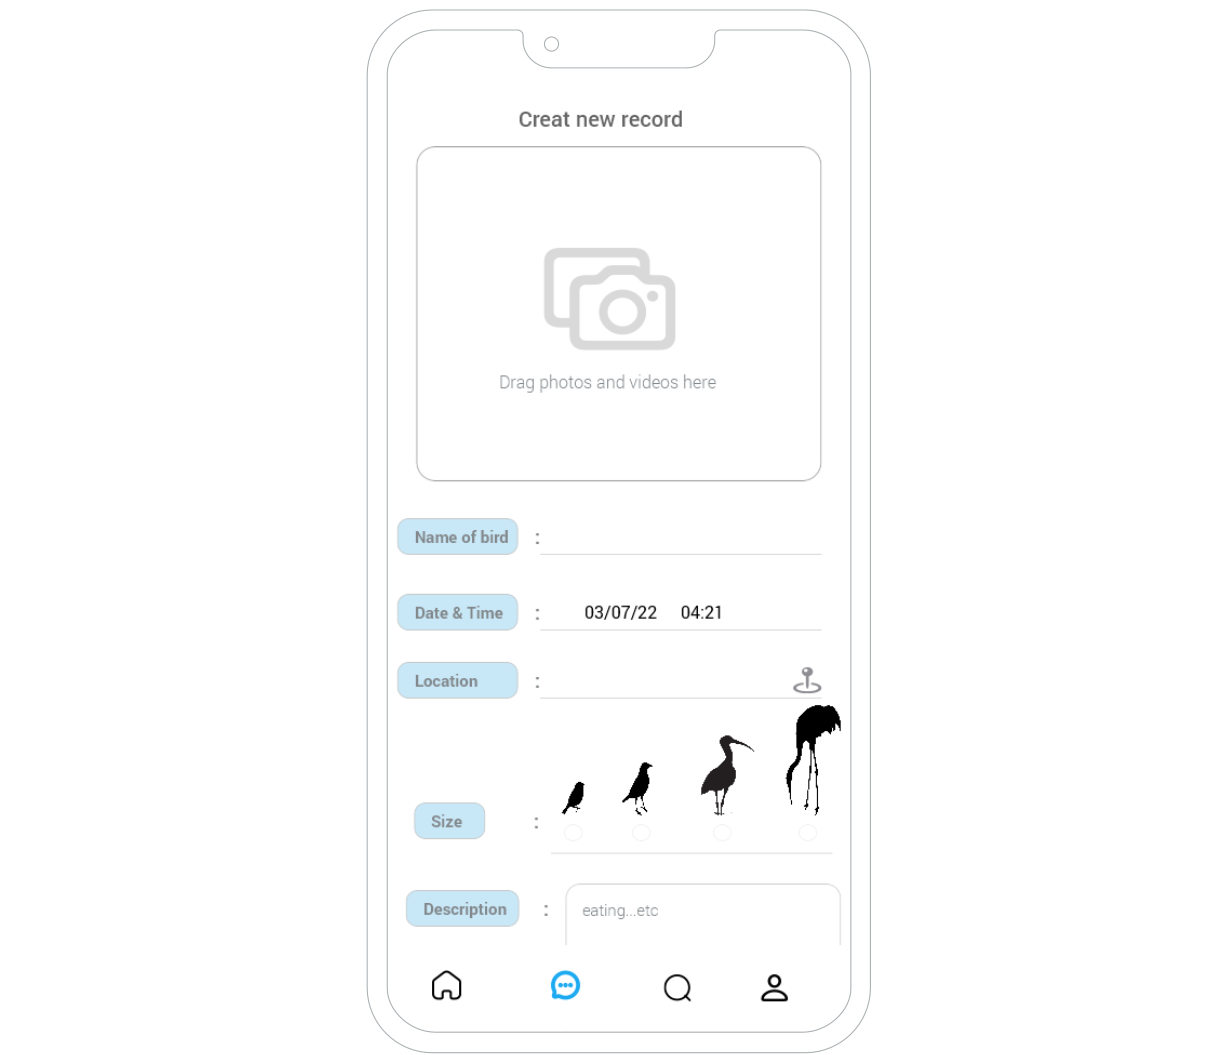 Creat new record
Drag photos and videos here
Name of bird :
Date & Time : 03/07/22 04:21
Location :
Size :
Description : eating...etc